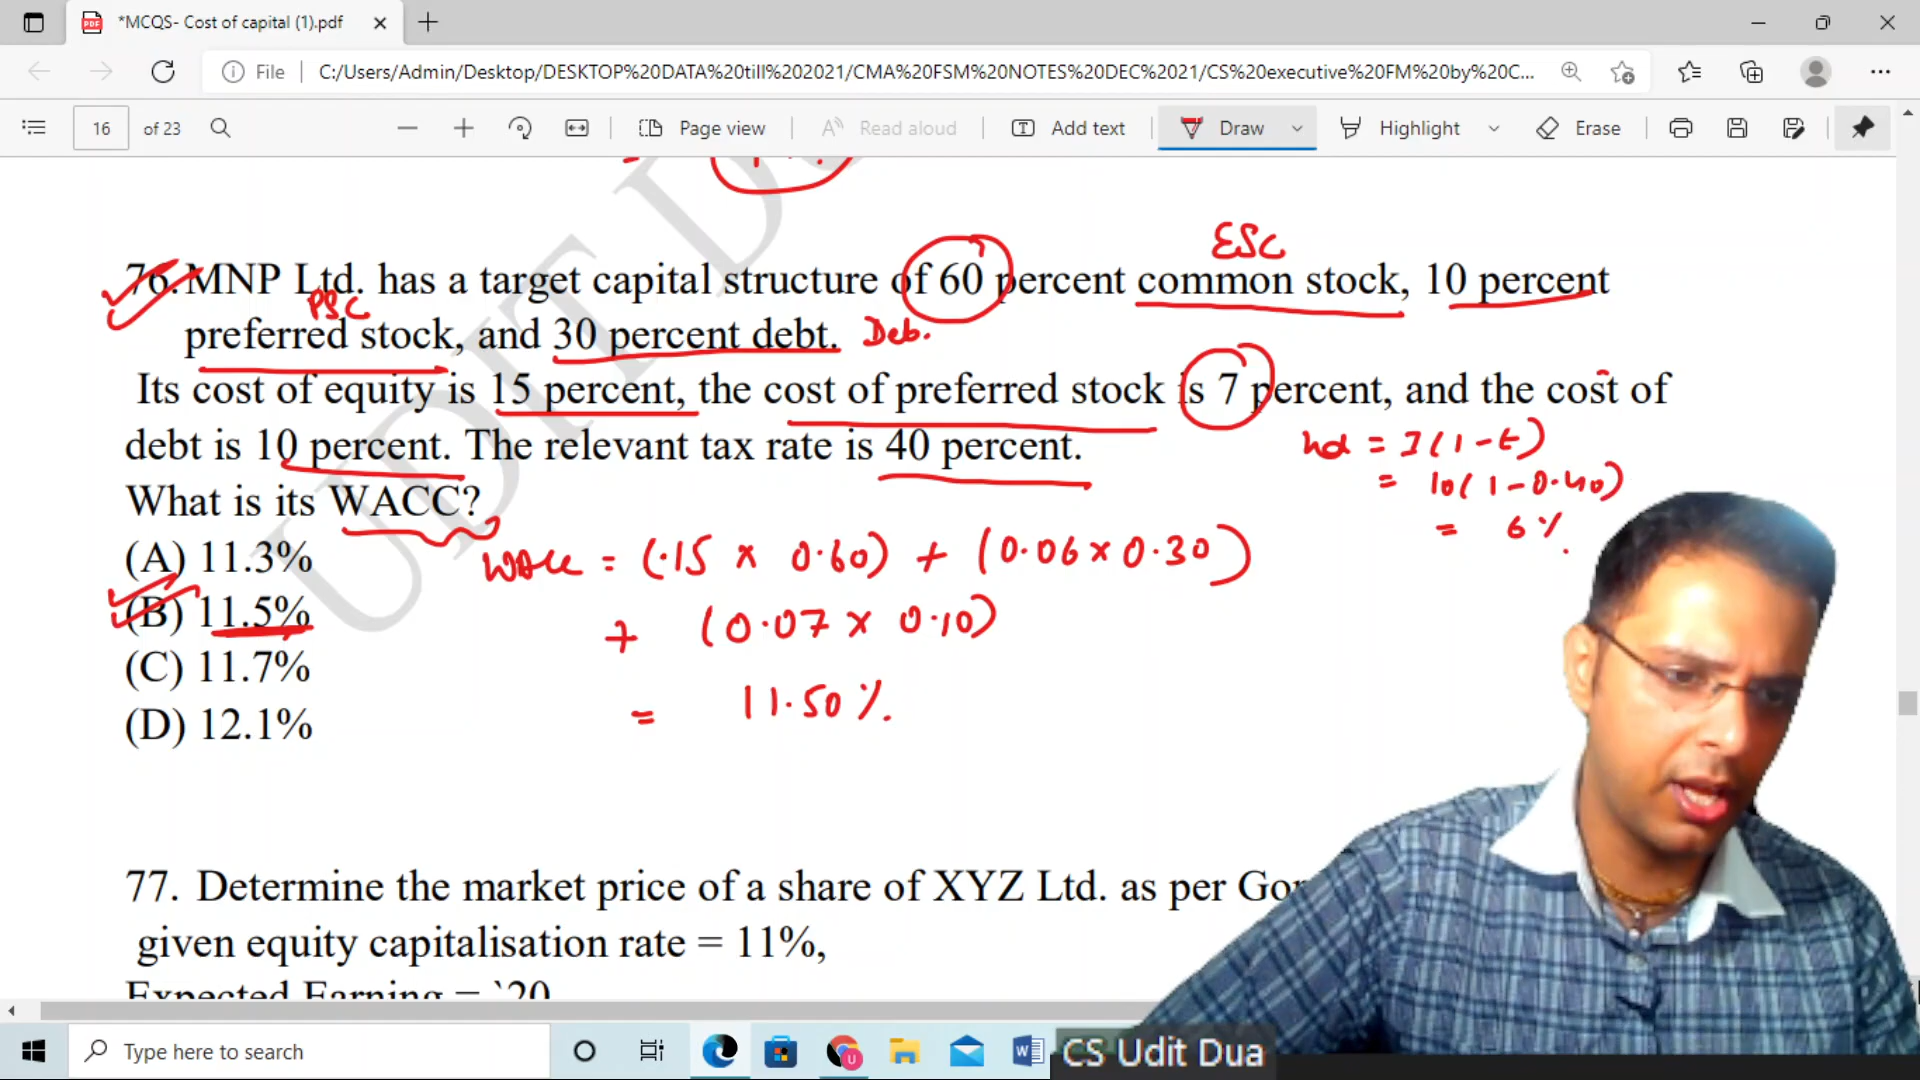 *MCQS- Cost of capital (1).pdf
File
C:/Users/Admin/Desktop/DESKTOP%20DATA%20till%202021/CMA%20FSM%20NOTES%20DEC%2021/CS%20executive%20FM%20by%20C...
16 of 23
Page view
Read aloud
Add text
Draw
Highlight
Erase
UDIT DU
ESC
76. MNP Ltd. has a target capital structure of 60 percent common stock, 10 percent
PSC
preferred stock, and 30 percent debt. Deb.
Its cost of equity is 15 percent, the cost of preferred stock is 7 percent, and the cost of
debt is 10 percent. The relevant tax rate is 40 percent.
kd = I(1-t)
= 10(1-0.40)
= 6%.
What is its WACC?
(A) 11.3%
(B) 11.5%
(C) 11.7%
(D) 12.1%
WACC = (.15 × 0.60) + (0.06 × 0.30)
+ (0.07 × 0.10)
= 11.50%.
77. Determine the market price of a share of XYZ Ltd. as per Gor
given equity capitalisation rate = 11%,
Expected Earning = `20
Type here to search
CS Udit Dua